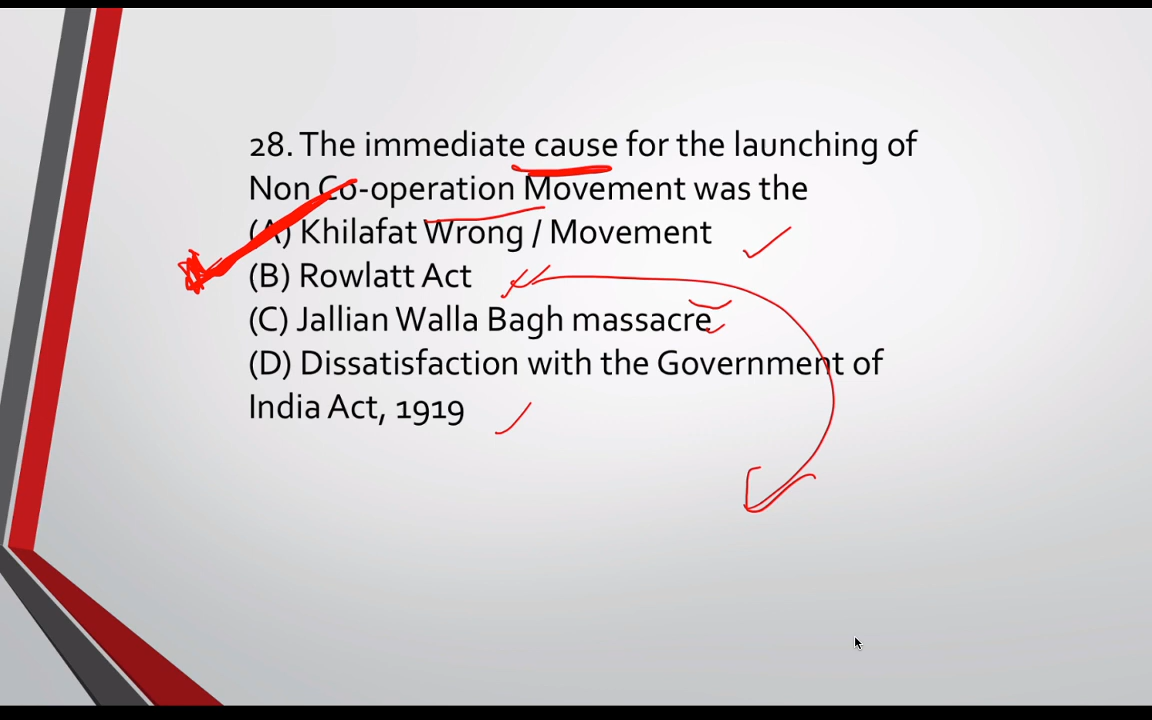 28. The immediate cause for the launching of
Non Co-operation Movement was the
(A) Khilafat Wrong / Movement
(B) Rowlatt Act
(C) Jallian Walla Bagh massacre
(D) Dissatisfaction with the Government of
India Act, 1919